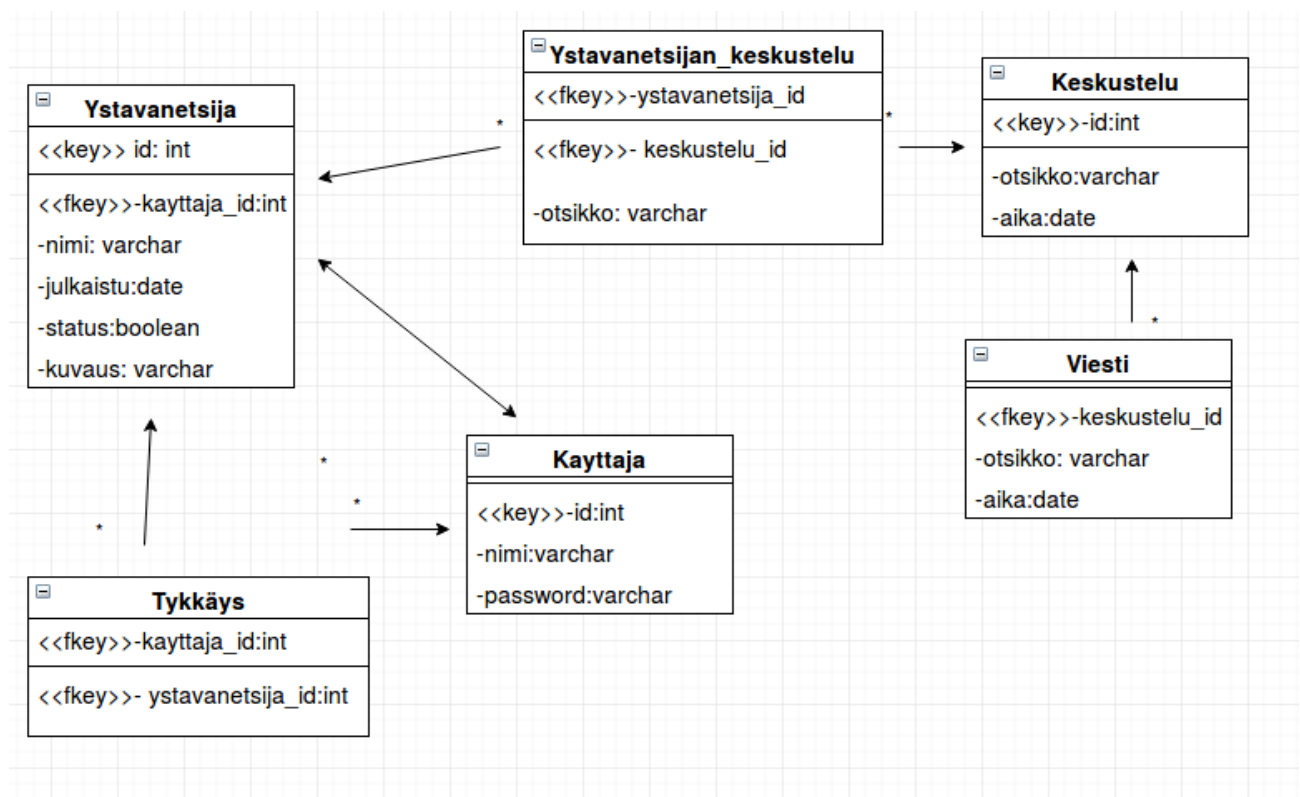 Ystavanetsija
<<key>> id: int
<<fkey>>-kayttaja_id:int
-nimi: varchar
-julkaistu:date
-status:boolean
-kuvaus: varchar
*
Ystavanetsijan_keskustelu
<<fkey>>-ystavanetsija_id
<<fkey>>- keskustelu_id
-otsikko: varchar
*
Keskustelu
<<key>>-id:int
-otsikko:varchar
-aika:date
*
Viesti
<<fkey>>-keskustelu_id
-otsikko: varchar
-aika:date
*
*
*
Kayttaja
<<key>>-id:int
-nimi:varchar
-password:varchar
Tykkäys
<<fkey>>-kayttaja_id:int
<<fkey>>- ystavanetsija_id:int